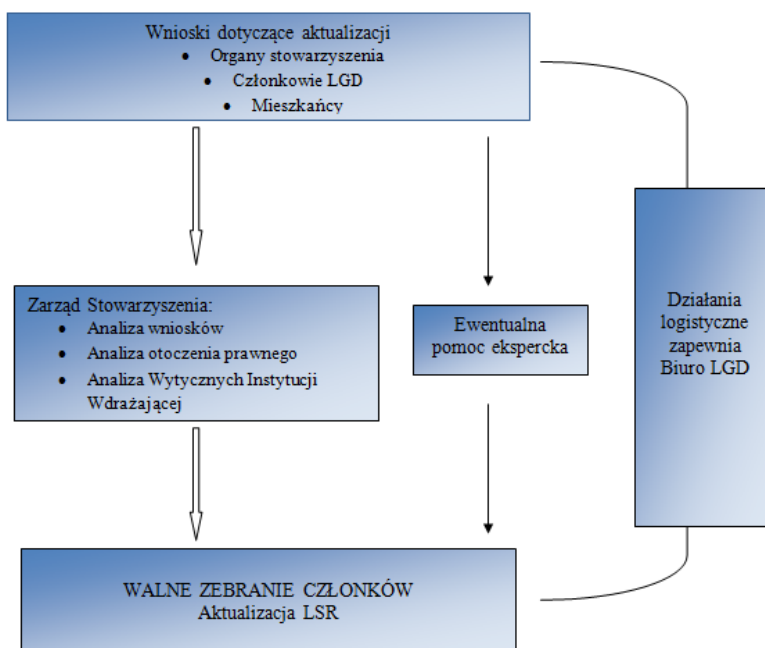 Wnioski dotyczące aktualizacji
• Organy stowarzyszenia
• Członkowie LGD
• Mieszkańcy
Zarząd Stowarzyszenia:
• Analiza wniosków
• Analiza otoczenia prawnego
• Analiza Wytycznych Instytucji
Wdrażającej
Ewentualna
pomoc ekspercka
Działania
logistyczne
zapewnia
Biuro LGD
WALNE ZEBRANIE CZŁONKÓW
Aktualizacja LSR